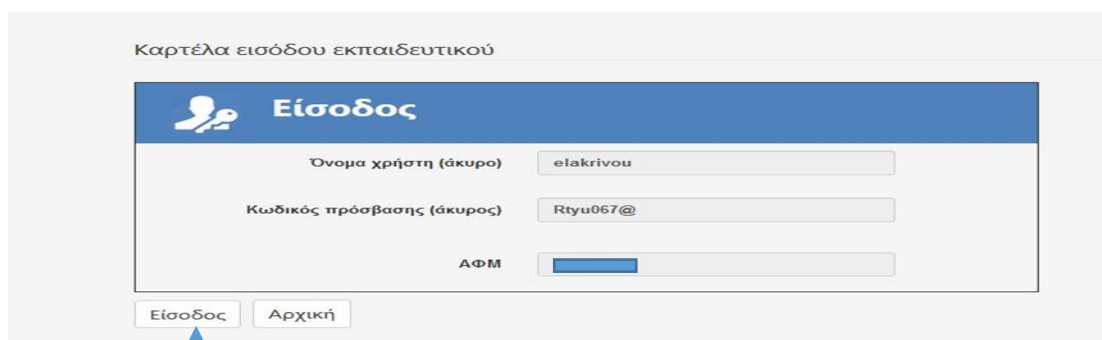 Καρτέλα εισόδου εκπαιδευτικού
Είσοδος
Όνομα χρήστη (άκυρο) elakrivou
Κωδικός πρόσβασης (άκυρος) Rtyu067@
ΑΦΜ
Είσοδος Αρχική